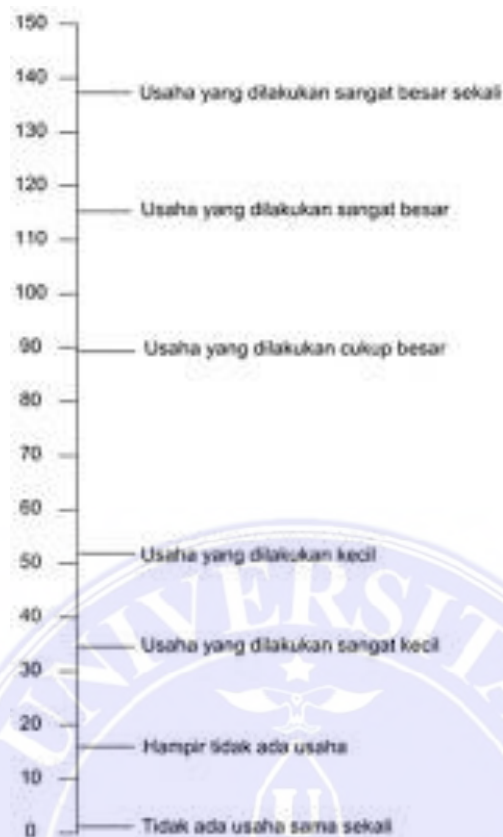 150
140
Usaha yang dilakukan sangat besar sekali
130
120
Usaha yang dilakukan sangat besar
110
100
90
Usaha yang dilakukan cukup besar
80
70
60
50
Usaha yang dilakukan kecil
40
Usaha yang dilakukan sangat kecil
30
20
Hampir tidak ada usaha
10
0
Tidak ada usaha sama sekali
UNIVERSITA
U